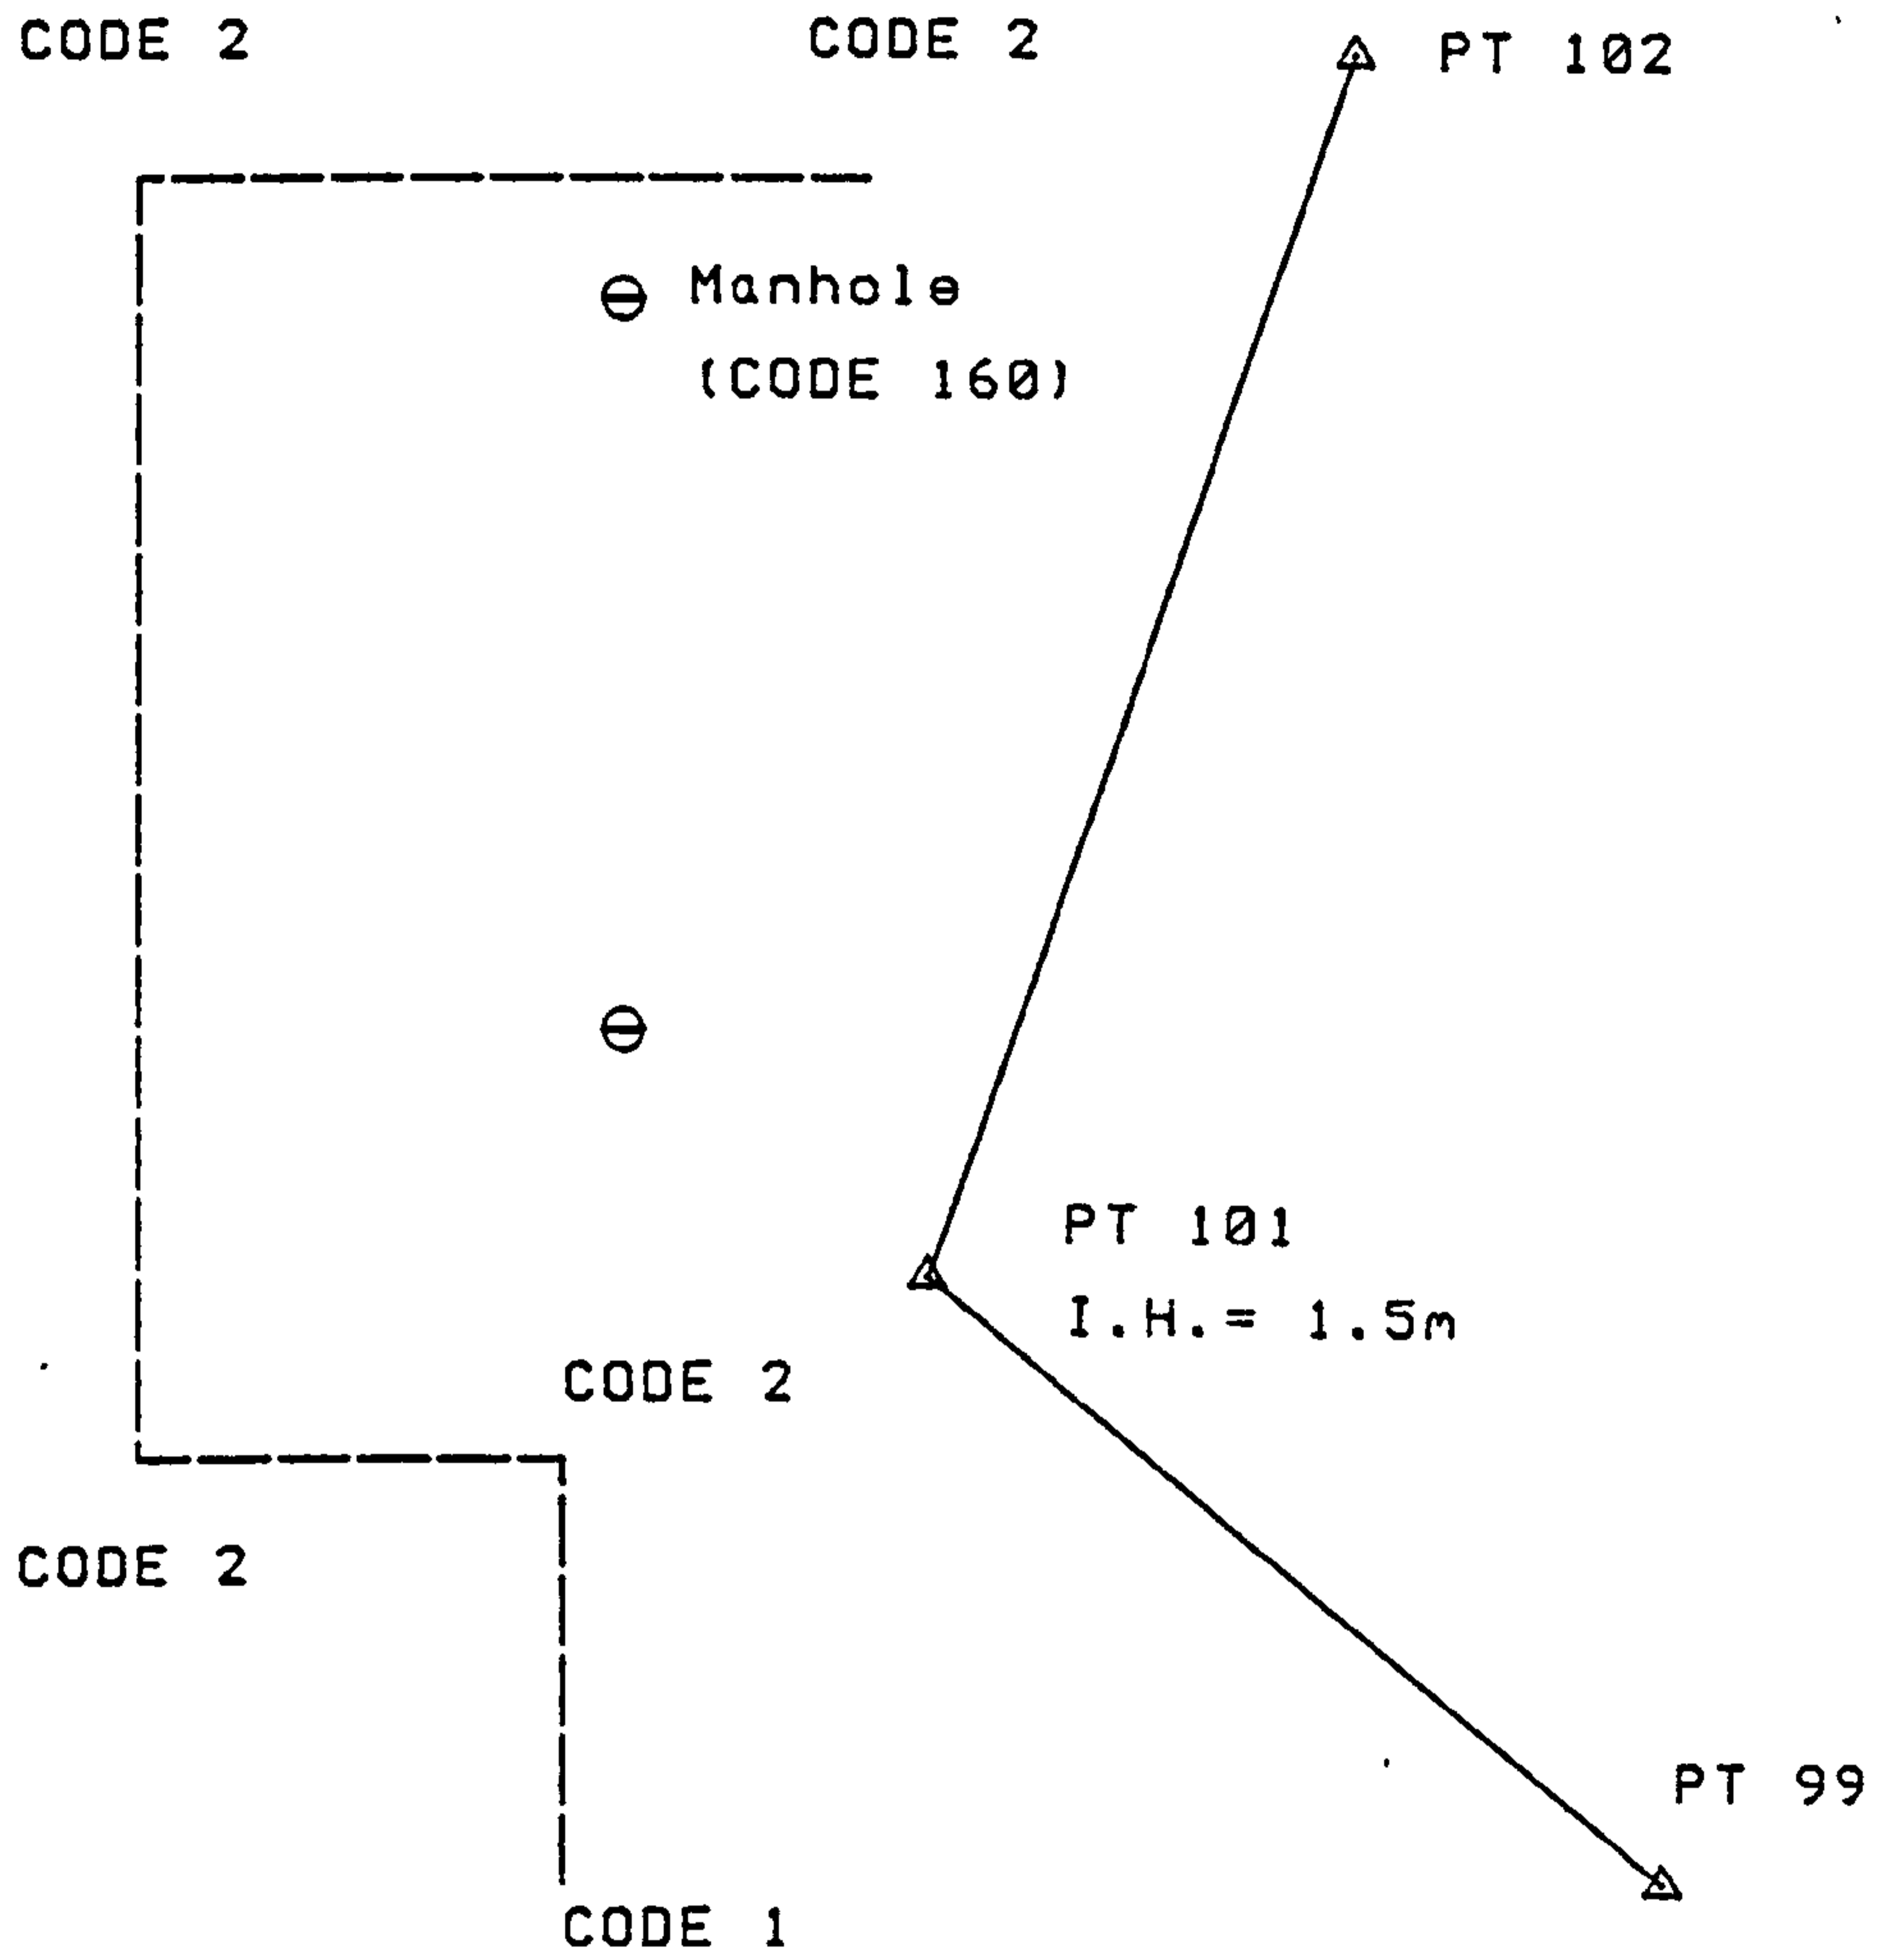 CODE 2
CODE 2
PT 102
Manhole
(CODE 160)
PT 101
I.H.= 1.5m
CODE 2
CODE 2
PT 99
CODE 1